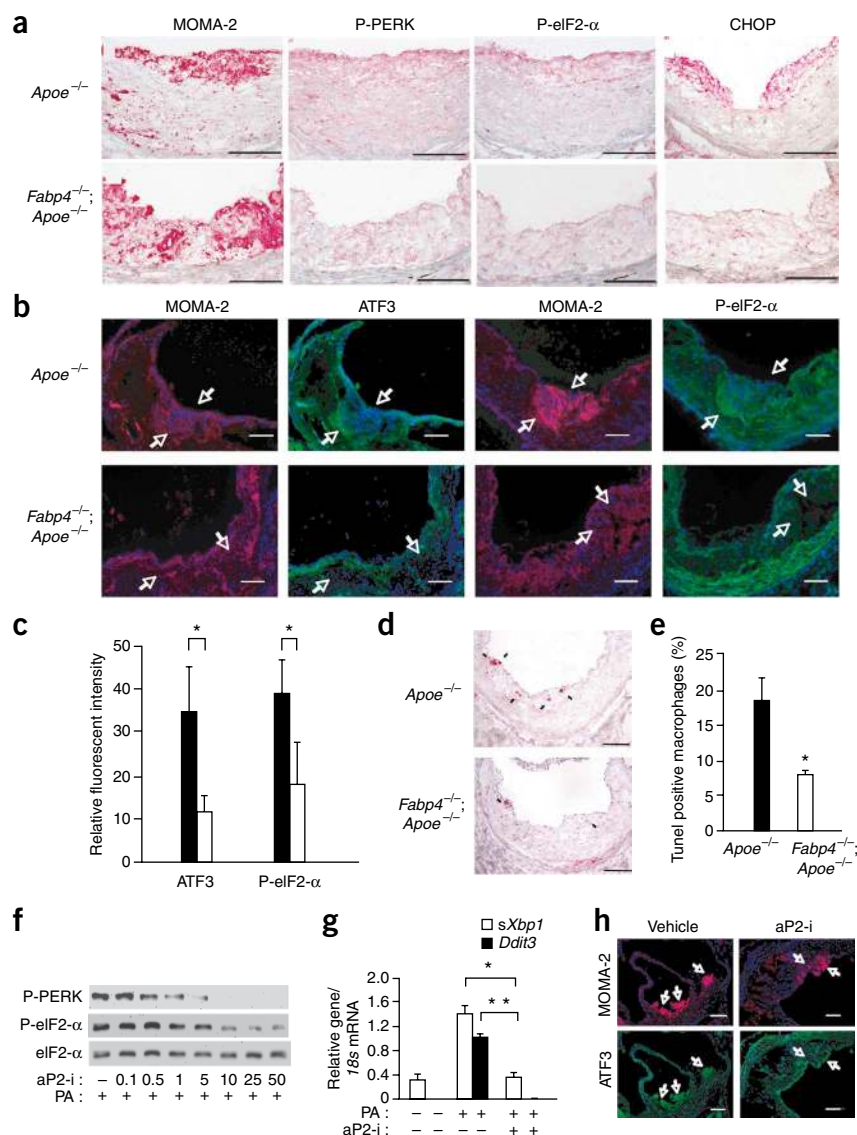 a
MOMA-2 P-PERK P-eIF2-α CHOP
Apoe−/−
Fabp4−/−;
Apoe−/−
b
MOMA-2 ATF3 MOMA-2 P-eIF2-α
Apoe−/−
Fabp4−/−;
Apoe−/−
c
Relative fluorescent intensity
50
40
30
20
10
0
* *
ATF3 P-eIF2-α
d
Apoe−/−
Fabp4−/−;
Apoe−/−
e
Tunel positive macrophages (%)
25
20
15
10
5
0
*
Apoe−/− Fabp4−/−;
Apoe−/−
f
P-PERK
P-eIF2-α
eIF2-α
aP2-i : – 0.1 0.5 1 5 10 25 50
PA : + + + + + + + +
g
sXbp1
Ddit3
Relative gene/
18s mRNA
2.0
1.6
1.2
0.8
0.4
0
*
* *
PA : – – + + + +
aP2-i : – – – – + +
h
Vehicle aP2-i
MOMA-2
ATF3